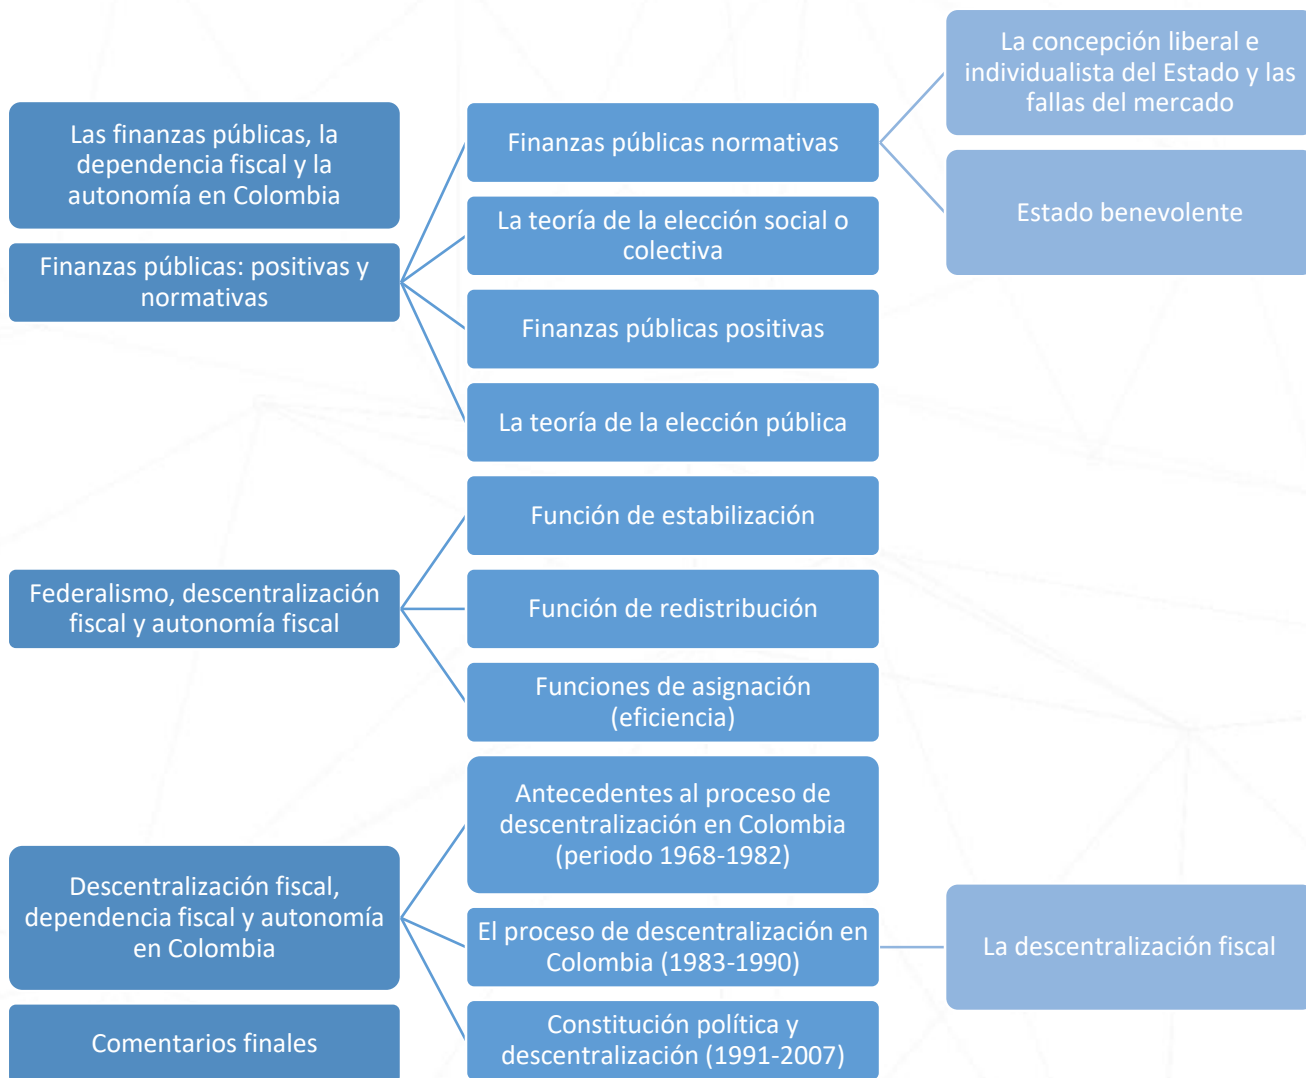 Las finanzas públicas, la
dependencia fiscal y la
autonomía en Colombia
Finanzas públicas: positivas y
normativas
Finanzas públicas normativas
La concepción liberal e
individualista del Estado y las
fallas del mercado
Estado benevolente
La teoría de la elección social o
colectiva
Finanzas públicas positivas
La teoría de la elección pública
Federalismo, descentralización
fiscal y autonomía fiscal
Función de estabilización
Función de redistribución
Funciones de asignación
(eficiencia)
Descentralización fiscal,
dependencia fiscal y autonomía
en Colombia
Antecedentes al proceso de
descentralización en Colombia
(periodo 1968-1982)
El proceso de descentralización en
Colombia (1983-1990)
La descentralización fiscal
Constitución política y
descentralización (1991-2007)
Comentarios finales